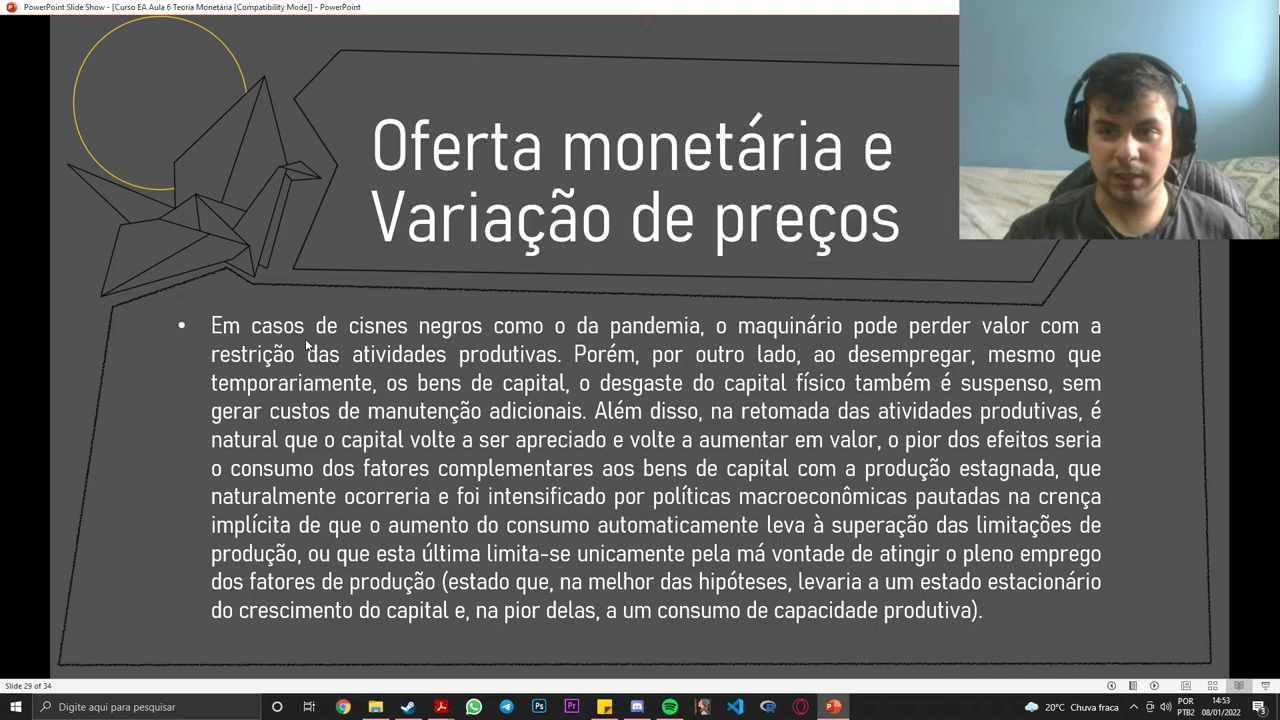 PowerPoint Slide Show - [Curso EA Aula 6 Teoria Monetária [Compatibility Mode]] - PowerPoint
Oferta monetária e
Variação de preços
• Em casos de cisnes negros como o da pandemia, o maquinário pode perder valor com a
restrição das atividades produtivas. Porém, por outro lado, ao desempregar, mesmo que
temporariamente, os bens de capital, o desgaste do capital físico também é suspenso, sem
gerar custos de manutenção adicionais. Além disso, na retomada das atividades produtivas, é
natural que o capital volte a ser apreciado e volte a aumentar em valor, o pior dos efeitos seria
o consumo dos fatores complementares aos bens de capital com a produção estagnada, que
naturalmente ocorreria e foi intensificado por políticas macroeconômicas pautadas na crença
implícita de que o aumento do consumo automaticamente leva à superação das limitações de
produção, ou que esta última limita-se unicamente pela má vontade de atingir o pleno emprego
dos fatores de produção (estado que, na melhor das hipóteses, levaria a um estado estacionário
do crescimento do capital e, na pior delas, a um consumo de capacidade produtiva).
Slide 29 of 34
Digite aqui para pesquisar
Ps
Pr
20°C Chuva fraca
POR
PTB2
14:53
08/01/2022
3